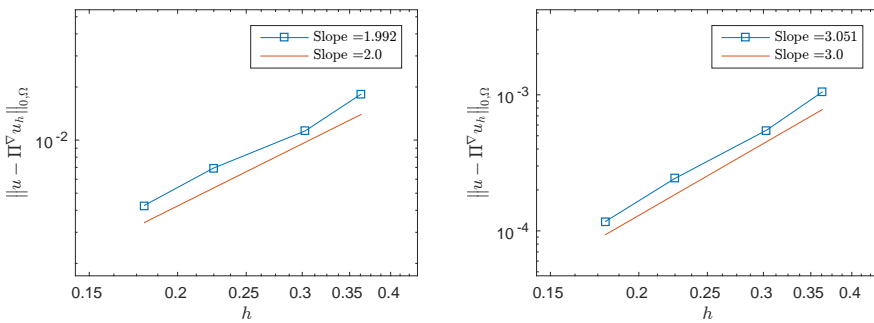 Slope =1.992
Slope =2.0
||u − Π^∇ u_h||_{0,Ω}
10^{-2}
0.15 0.2 0.25 0.3 0.35 0.4
h
Slope =3.051
Slope =3.0
||u − Π^∇ u_h||_{0,Ω}
10^{-3}
10^{-4}
0.15 0.2 0.25 0.3 0.35 0.4
h